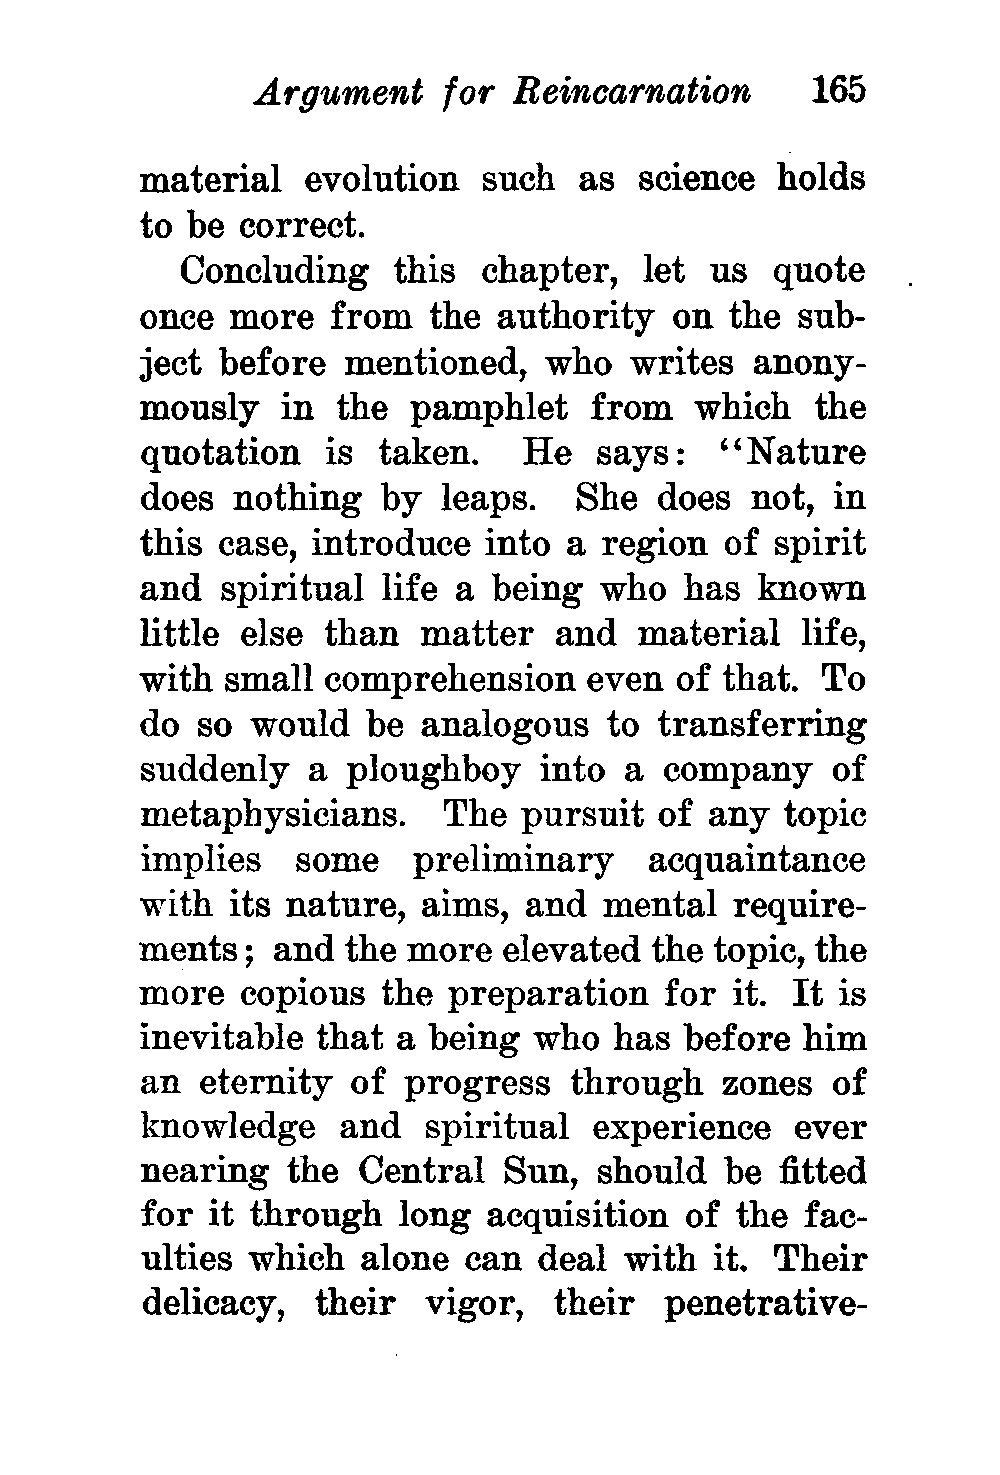 Argument for Reincarnation 165
material evolution such as science holds
to be correct.
Concluding this chapter, let us quote
once more from the authority on the sub-
ject before mentioned, who writes anony-
mously in the pamphlet from which the
quotation is taken. He says: "Nature
does nothing by leaps. She does not, in
this case, introduce into a region of spirit
and spiritual life a being who has known
little else than matter and material life,
with small comprehension even of that. To
do so would be analogous to transferring
suddenly a ploughboy into a company of
metaphysicians. The pursuit of any topic
implies some preliminary acquaintance
with its nature, aims, and mental require-
ments; and the more elevated the topic, the
more copious the preparation for it. It is
inevitable that a being who has before him
an eternity of progress through zones of
knowledge and spiritual experience ever
nearing the Central Sun, should be fitted
for it through long acquisition of the fac-
ulties which alone can deal with it. Their
delicacy, their vigor, their penetrative-